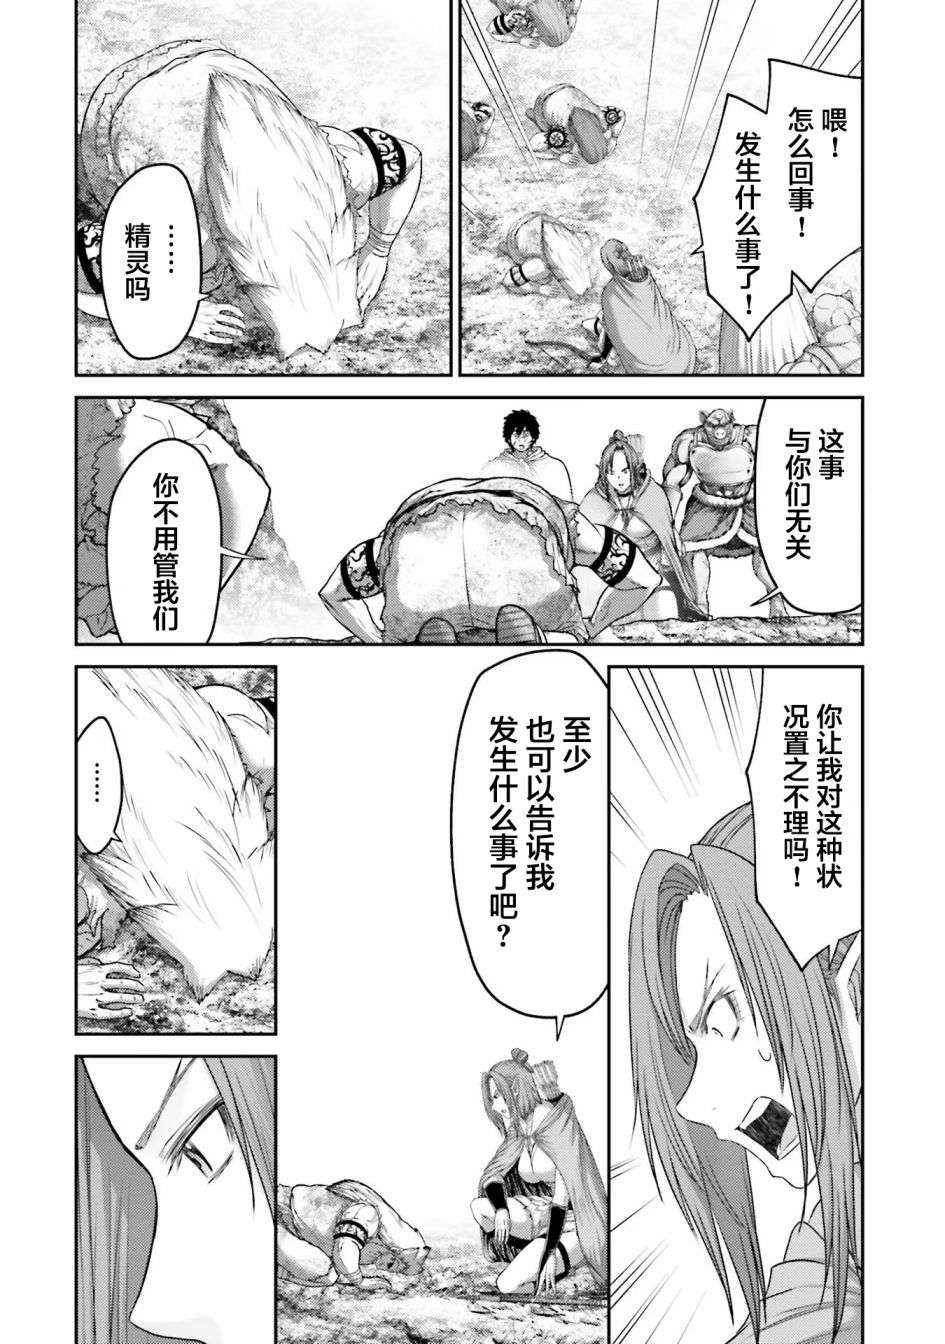 喂！
怎么回事！
发生什么事了！
……
精灵吗
这事
与你们无关
你不用管我们
你让我对这种状
况置之不理吗！
至少
也可以告诉我
发生什么事了吧？
……